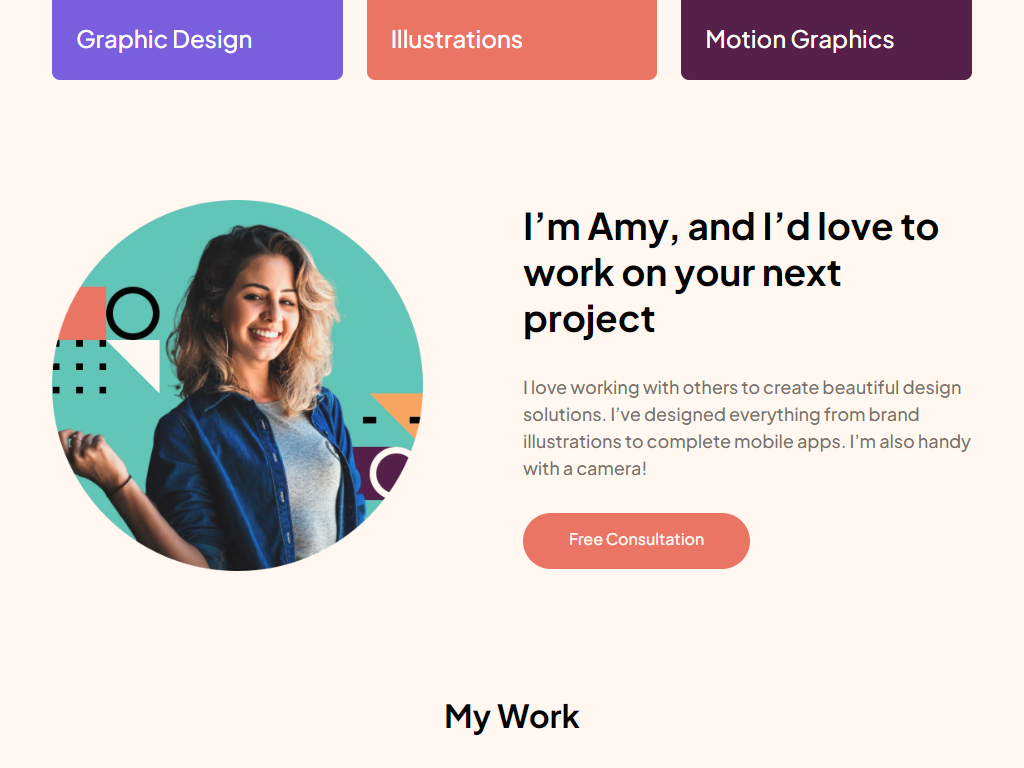 Graphic Design
Illustrations
Motion Graphics
I’m Amy, and I’d love to
work on your next
project
I love working with others to create beautiful design
solutions. I’ve designed everything from brand
illustrations to complete mobile apps. I’m also handy
with a camera!
Free Consultation
My Work